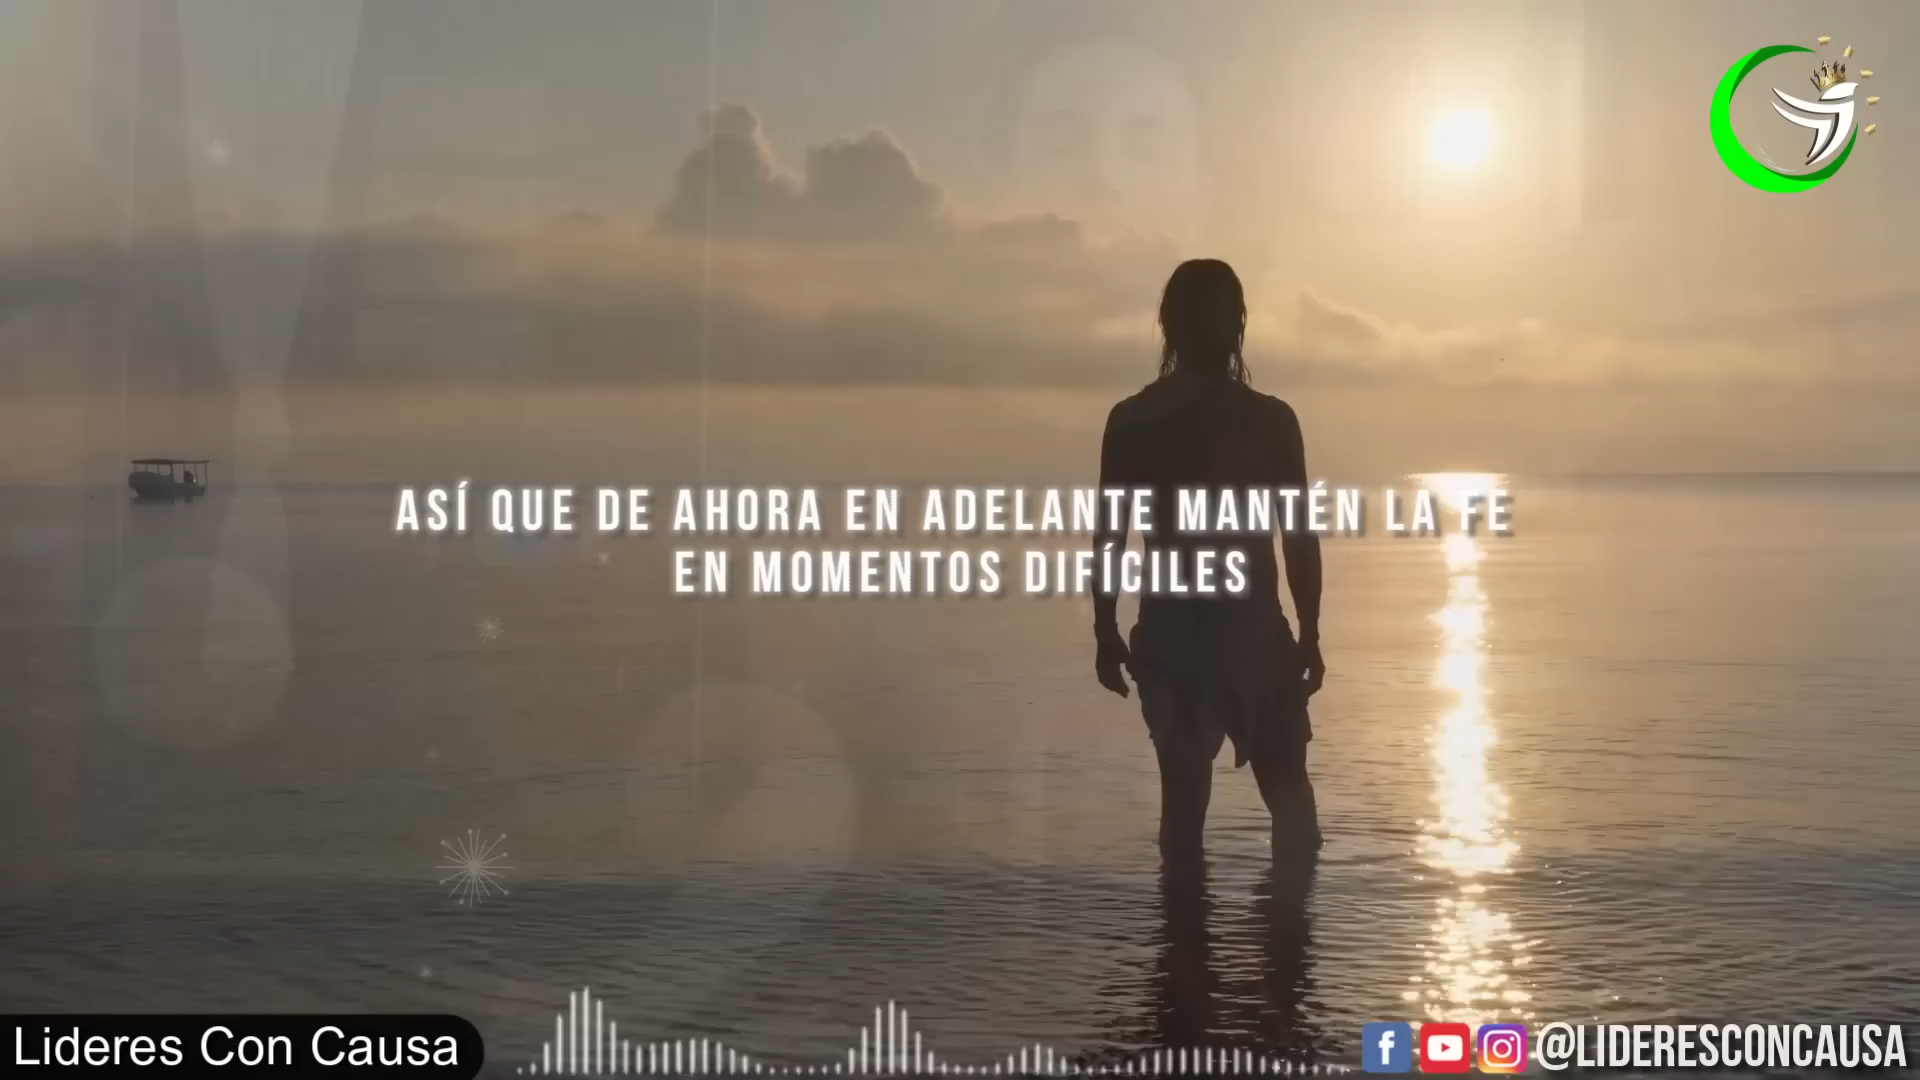 ASÍ QUE DE AHORA EN ADELANTE MANTÉN LA FE
EN MOMENTOS DIFÍCILES
Lideres Con Causa
@LIDERESCONCAUSA